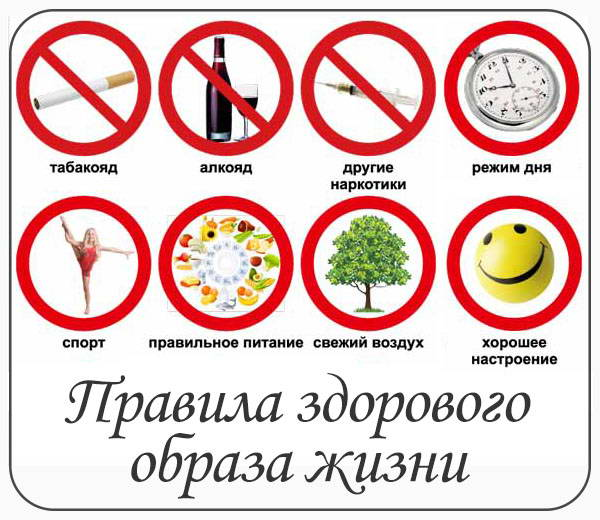 табакояд
алкояд
другие
наркотики
режим дня
спорт
правильное питание
свежий воздух
хорошее
настроение
Правила здорового
образа жизни